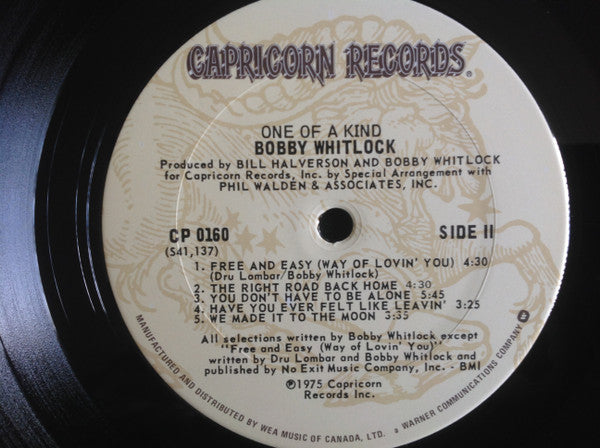 CAPRICORN RECORDS®
ONE OF A KIND
BOBBY WHITLOCK
Produced by BILL HALVERSON AND BOBBY WHITLOCK
for Capricorn Records, Inc. by Special Arrangement with
PHIL WALDEN & ASSOCIATES, INC.
CP 0160 SIDE II
(S41,137)
1. FREE AND EASY (WAY OF LOVIN' YOU) 4:30
(Dru Lombar/Bobby Whitlock)
2. THE RIGHT ROAD BACK HOME 4:30
3. YOU DON'T HAVE TO BE ALONE 5:45
4. HAVE YOU EVER FELT LIKE LEAVIN' 3:25
5. WE MADE IT TO THE MOON 3:35
All selections written by Bobby Whitlock except
"Free and Easy (Way of Lovin' You)"
written by Dru Lombar and Bobby Whitlock and
published by No Exit Music Company, Inc. - BMI
℗1975 Capricorn
Records Inc.
MANUFACTURED AND DISTRIBUTED BY WEA MUSIC OF CANADA, LTD. a WARNER COMMUNICATIONS COMPANY